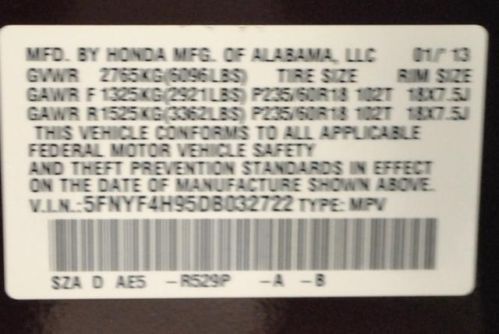 MFD. BY HONDA MFG. OF ALABAMA, LLC 01/ 13
GVWR 2765KG(6096LBS) TIRE SIZE RIM SIZE
GAWR F 1325KG(2921LBS) P235/60R18 102T 18X7.5J
GAWR R1525KG(3362LBS) P235/60R18 102T 18X7.5J
THIS VEHICLE CONFORMS TO ALL APPLICABLE
FEDERAL MOTOR VEHICLE SAFETY
AND THEFT PREVENTION STANDARDS IN EFFECT
ON THE DATE OF MANUFACTURE SHOWN ABOVE.
V.I.N.:5FNYF4H95DB032722 TYPE: MPV
SZA D AE5 -R529P -A -B